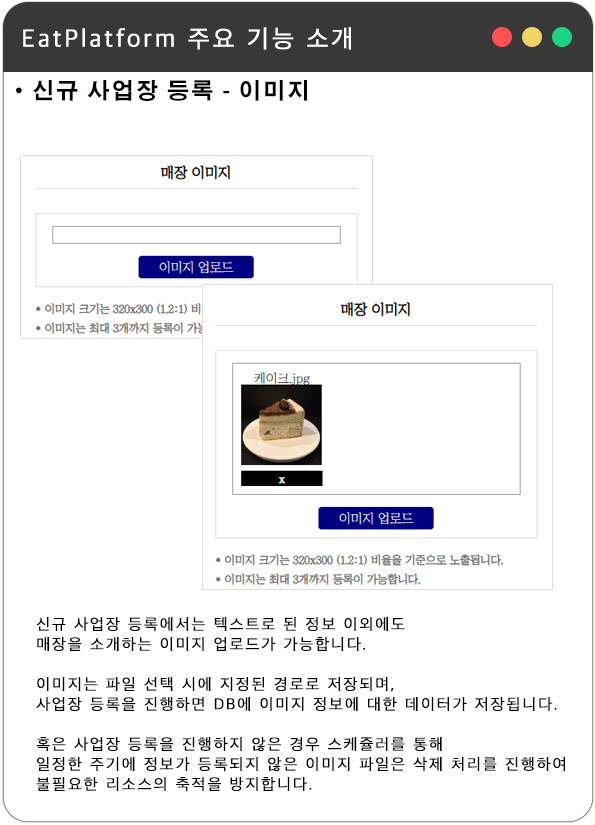 EatPlatform 주요 기능 소개
• 신규 사업장 등록 - 이미지
매장 이미지
이미지 업로드
* 이미지 크기는 320x300 (1.2:1) 비
* 이미지는 최대 3개까지 등록이 가능
매장 이미지
케이크.jpg
x
이미지 업로드
* 이미지 크기는 320x300 (1.2:1) 비율을 기준으로 노출됩니다.
* 이미지는 최대 3개까지 등록이 가능합니다.
신규 사업장 등록에서는 텍스트로 된 정보 이외에도
매장을 소개하는 이미지 업로드가 가능합니다.
이미지는 파일 선택 시에 지정된 경로로 저장되며,
사업장 등록을 진행하면 DB에 이미지 정보에 대한 데이터가 저장됩니다.
혹은 사업장 등록을 진행하지 않은 경우 스케쥴러를 통해
일정한 주기에 정보가 등록되지 않은 이미지 파일은 삭제 처리를 진행하여
불필요한 리소스의 축적을 방지합니다.